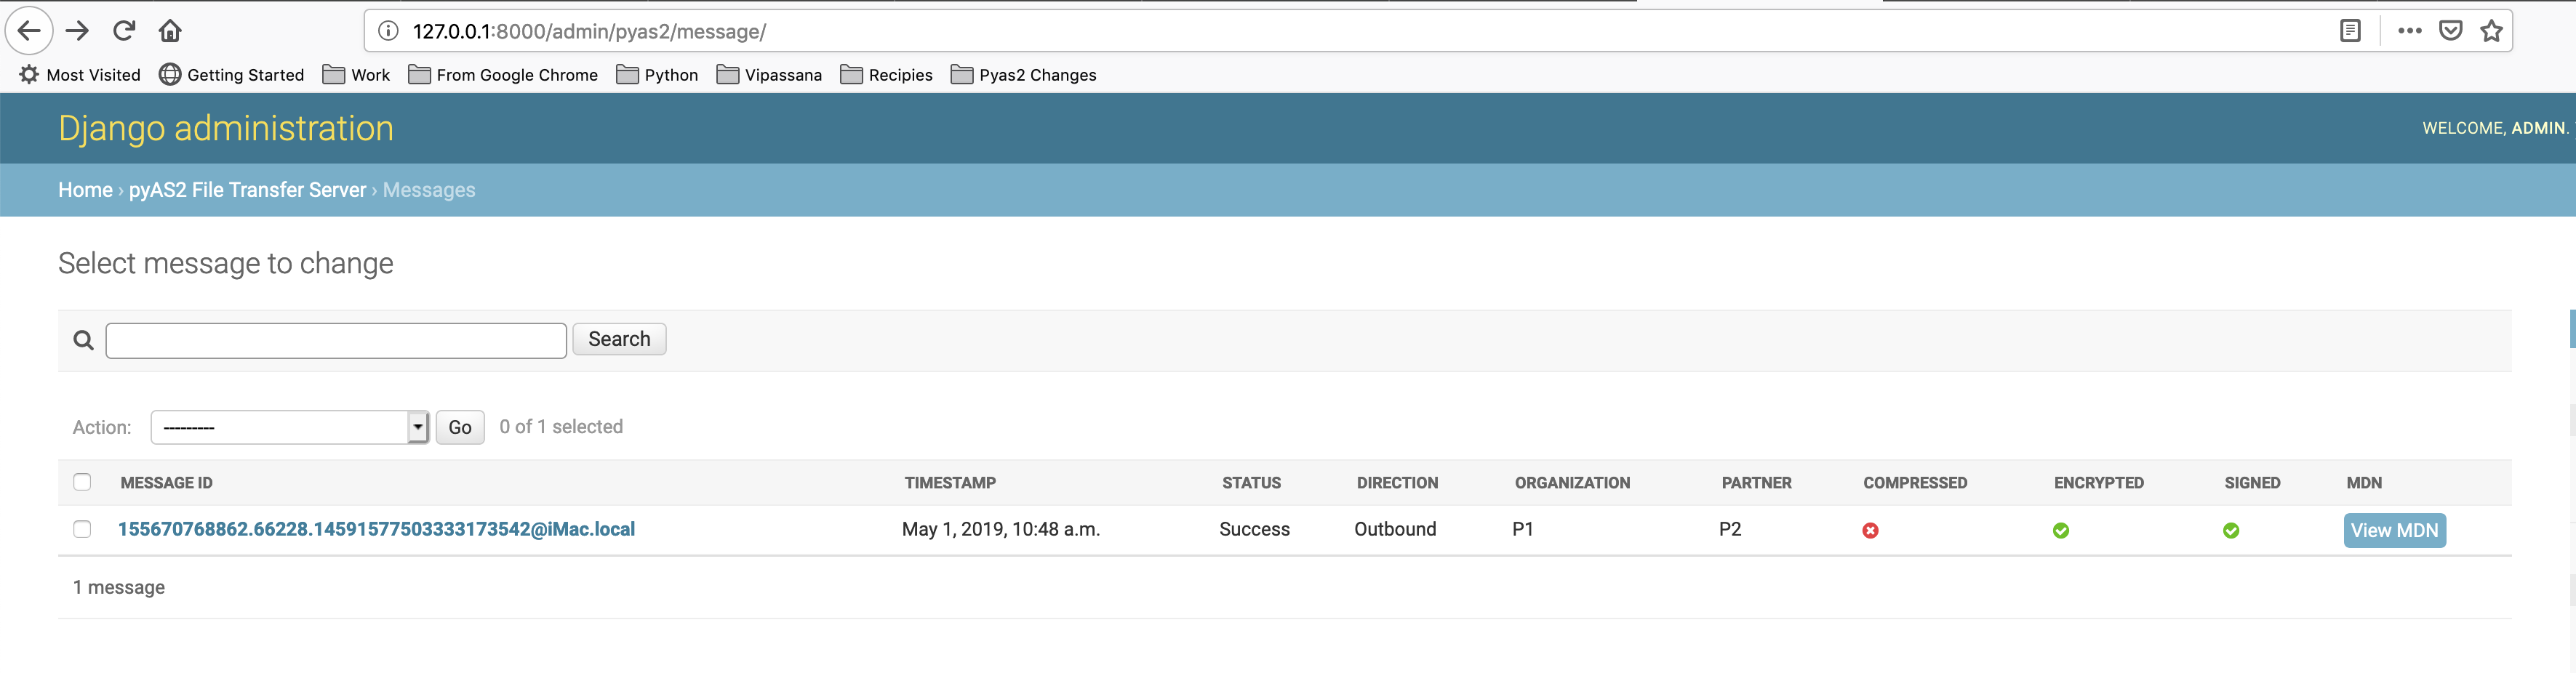 127.0.0.1:8000/admin/pyas2/message/
Most Visited Getting Started Work From Google Chrome Python Vipassana Recipies Pyas2 Changes
Django administration WELCOME, ADMIN.
Home › pyAS2 File Transfer Server › Messages
Select message to change
Search
Action: --------- Go 0 of 1 selected
MESSAGE ID TIMESTAMP STATUS DIRECTION ORGANIZATION PARTNER COMPRESSED ENCRYPTED SIGNED MDN
155670768862.66228.14591577503333173542@iMac.local May 1, 2019, 10:48 a.m. Success Outbound P1 P2 View MDN
1 message